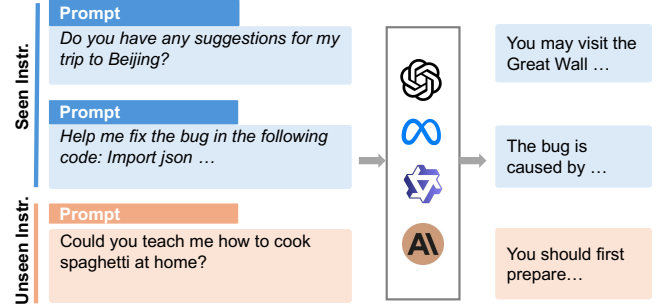 Seen Instr.
Prompt
Do you have any suggestions for my
trip to Beijing?
Prompt
Help me fix the bug in the following
code: Import json …
Unseen Instr.
Prompt
Could you teach me how to cook
spaghetti at home?
AI
You may visit the
Great Wall …
The bug is
caused by …
You should first
prepare…